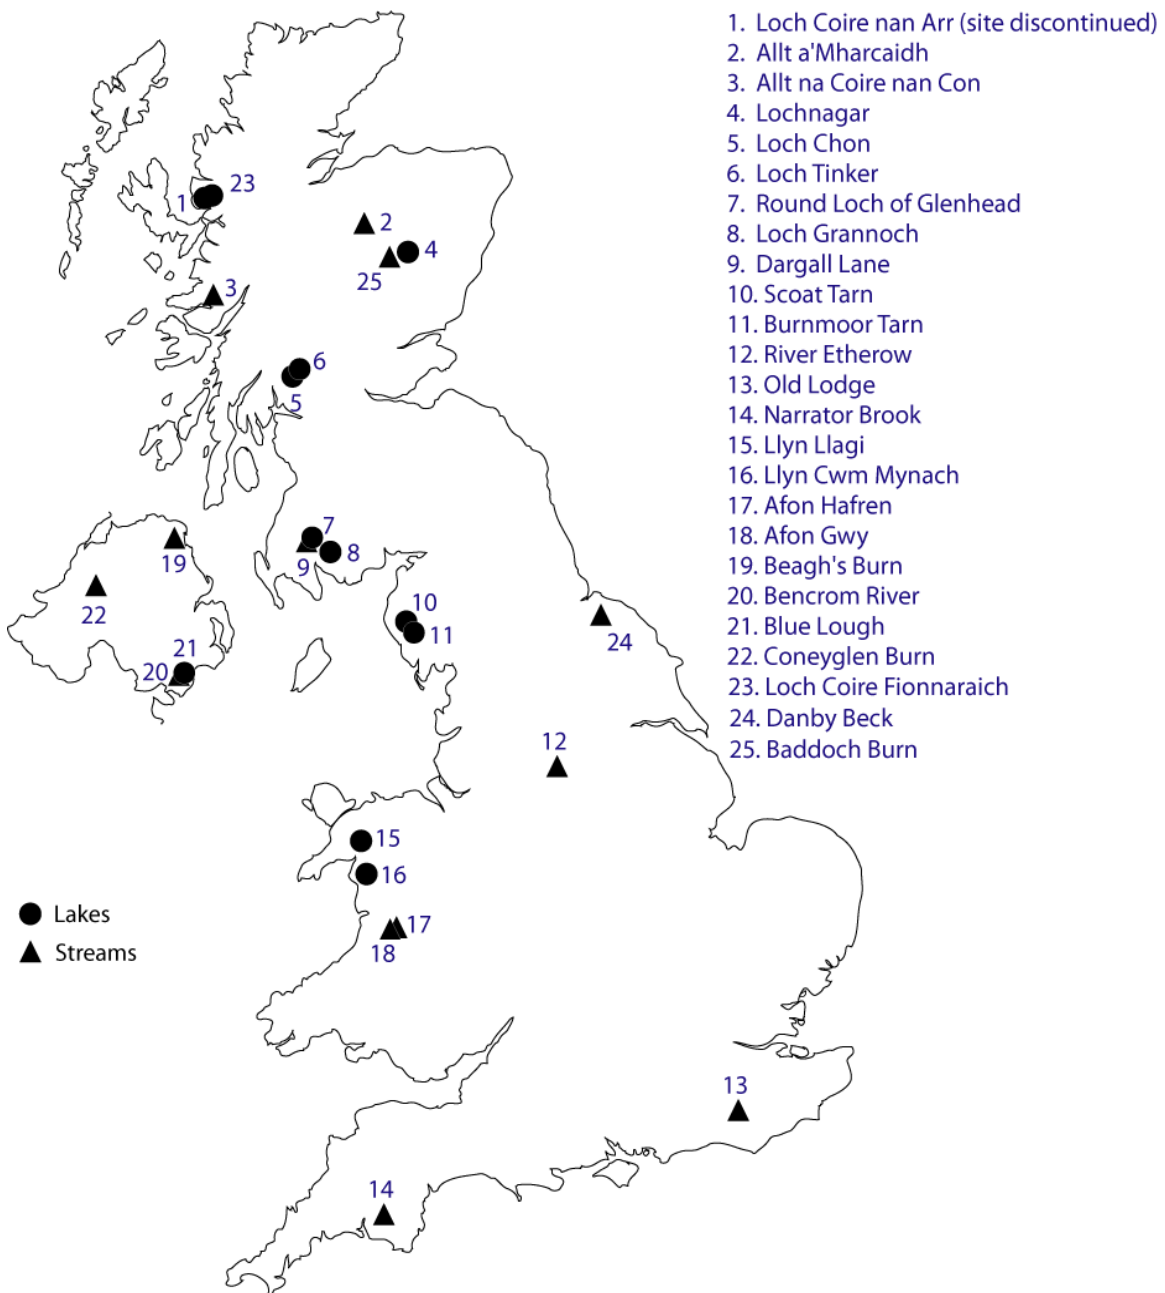 1. Loch Coire nan Arr (site discontinued)
2. Allt a'Mharcaidh
3. Allt na Coire nan Con
4. Lochnagar
5. Loch Chon
6. Loch Tinker
7. Round Loch of Glenhead
8. Loch Grannoch
9. Dargall Lane
10. Scoat Tarn
11. Burnmoor Tarn
12. River Etherow
13. Old Lodge
14. Narrator Brook
15. Llyn Llagi
16. Llyn Cwm Mynach
17. Afon Hafren
18. Afon Gwy
19. Beagh's Burn
20. Bencrom River
21. Blue Lough
22. Coneyglen Burn
23. Loch Coire Fionnaraich
24. Danby Beck
25. Baddoch Burn
23
1
2
4
25
3
6
5
7
8
9
19
22
10
11
21
20
24
12
15
16
17
18
13
14
Lakes
Streams